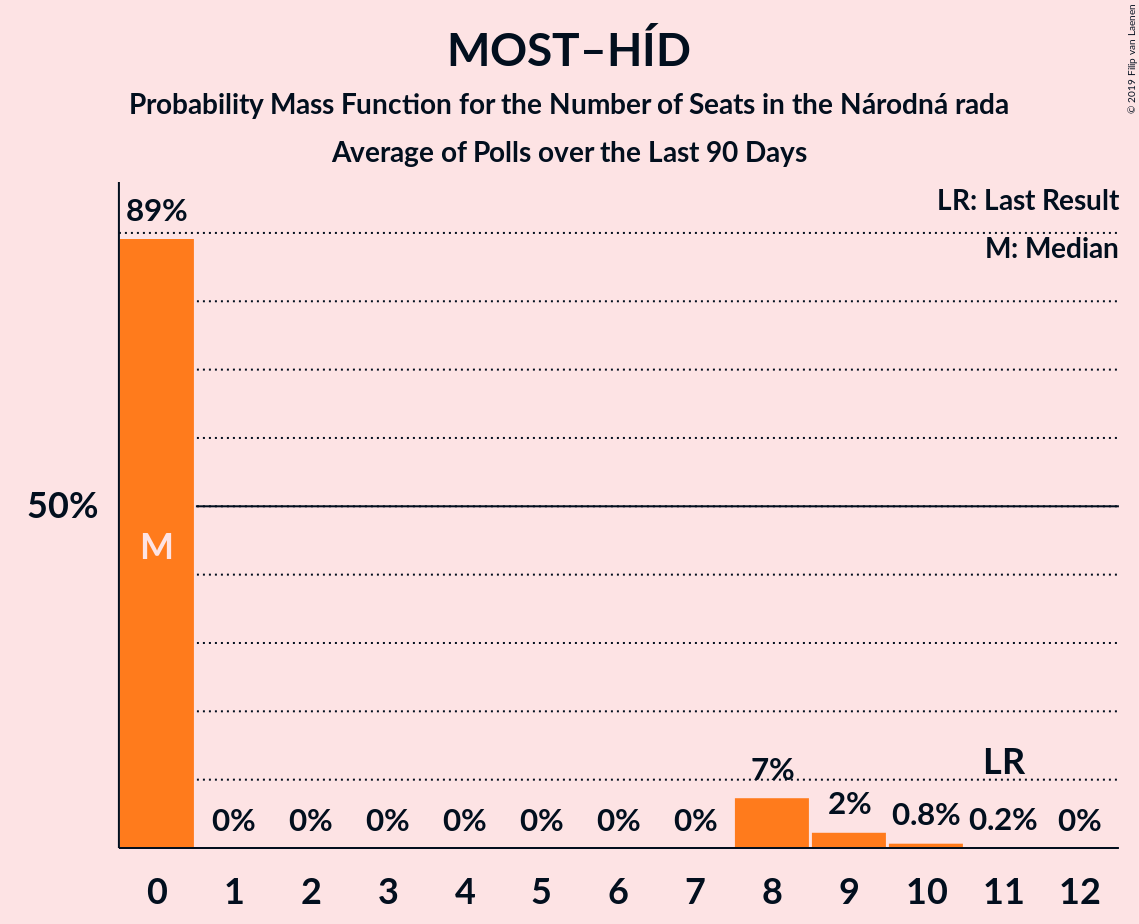 MOST–HÍD
Probability Mass Function for the Number of Seats in the Národná rada
Average of Polls over the Last 90 Days
© 2019 Filip van Laenen
LR: Last Result
M: Median
89%
50%
M
LR
0% 0% 0% 0% 0% 0% 0% 7% 2% 0.8% 0.2% 0%
0 1 2 3 4 5 6 7 8 9 10 11 12